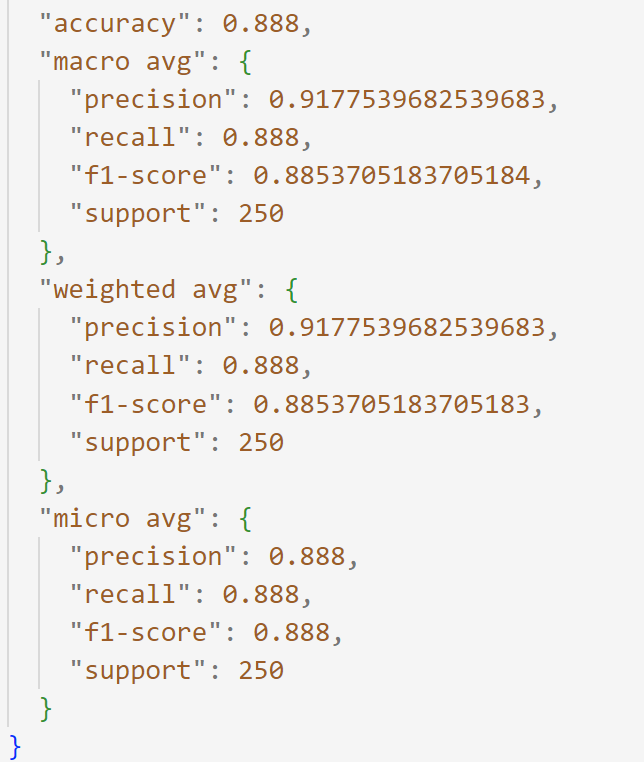 "accuracy": 0.888,
"macro avg": {
"precision": 0.9177539682539683,
"recall": 0.888,
"f1-score": 0.8853705183705184,
"support": 250
},
"weighted avg": {
"precision": 0.9177539682539683,
"recall": 0.888,
"f1-score": 0.8853705183705183,
"support": 250
},
"micro avg": {
"precision": 0.888,
"recall": 0.888,
"f1-score": 0.888,
"support": 250
}
}